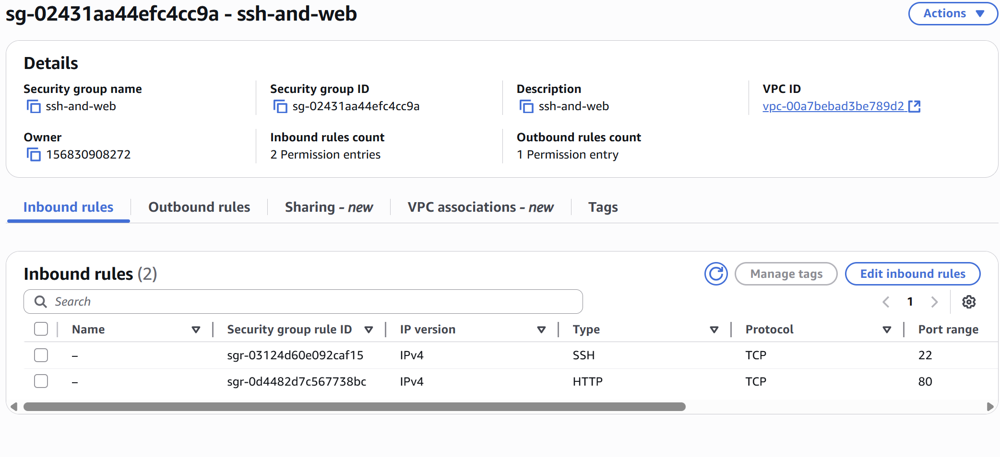 sg-02431aa44efc4cc9a - ssh-and-web
Actions
Details
Security group name
ssh-and-web
Security group ID
sg-02431aa44efc4cc9a
Description
ssh-and-web
VPC ID
vpc-00a7bebad3be789d2
Owner
156830908272
Inbound rules count
2 Permission entries
Outbound rules count
1 Permission entry
Inbound rules
Outbound rules
Sharing - new
VPC associations - new
Tags
Inbound rules (2)
Manage tags
Edit inbound rules
Search
1
Name Security group rule ID IP version Type Protocol Port range
– sgr-03124d60e092caf15 IPv4 SSH TCP 22
– sgr-0d4482d7c567738bc IPv4 HTTP TCP 80